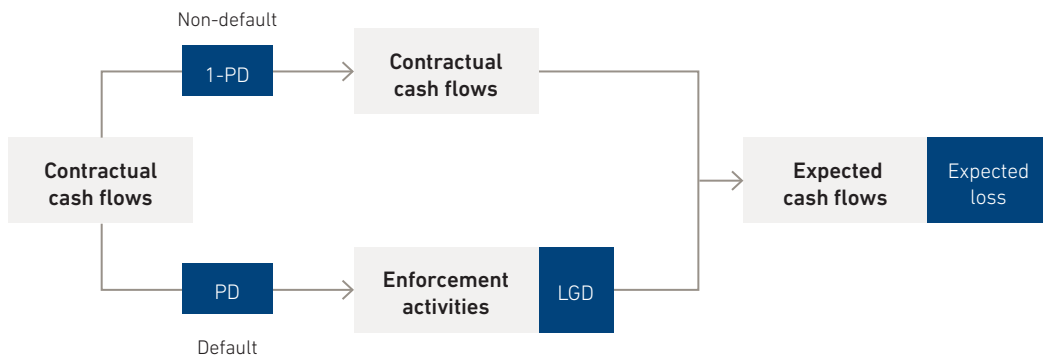 Non-default
1-PD
Contractual
cash flows
Contractual
cash flows
Expected
cash flows
Expected
loss
PD
Enforcement
activities
LGD
Default